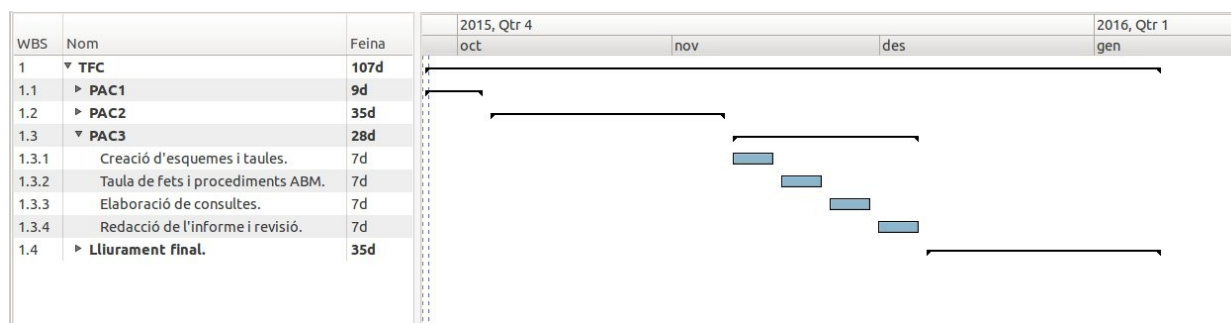 2015, Qtr 4 2016, Qtr 1
WBS Nom Feina oct nov des gen
1 TFC 107d
1.1 PAC1 9d
1.2 PAC2 35d
1.3 PAC3 28d
1.3.1 Creació d'esquemes i taules. 7d
1.3.2 Taula de fets i procediments ABM. 7d
1.3.3 Elaboració de consultes. 7d
1.3.4 Redacció de l'informe i revisió. 7d
1.4 Lliurament final. 35d